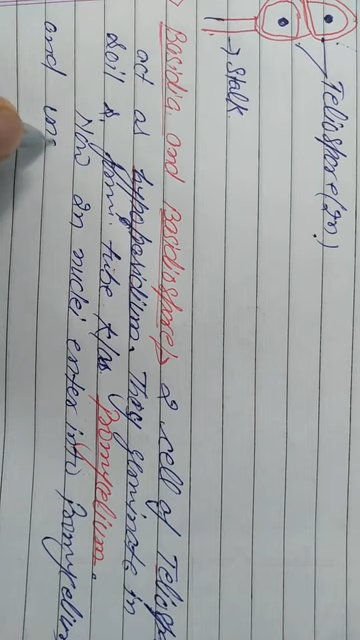 Teliospore(2n)
→ Stalk
Basidia and Basidiospore → 2 cell of Teliosp
act as hypobasidium. They germinate in
soil & form tube k/as Promycelium.
Now 2n nuclei enter into Promycelium
and un